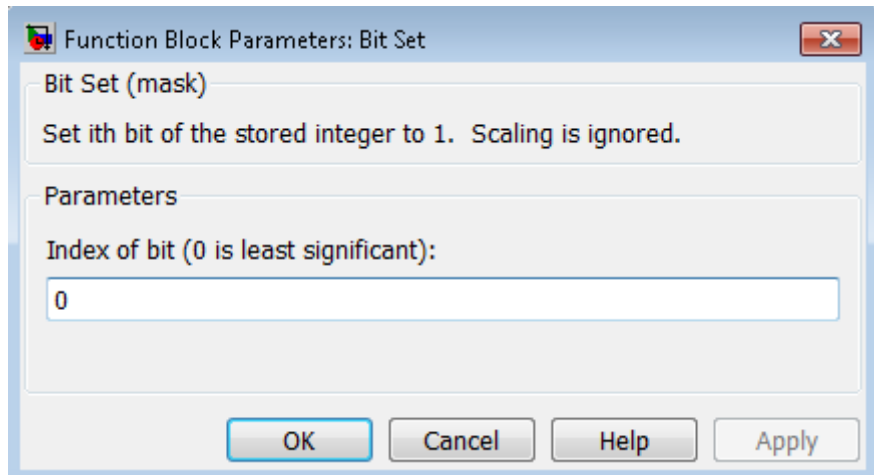 Function Block Parameters: Bit Set
Bit Set (mask)
Set ith bit of the stored integer to 1.  Scaling is ignored.
Parameters
Index of bit (0 is least significant):
0
OK Cancel Help Apply